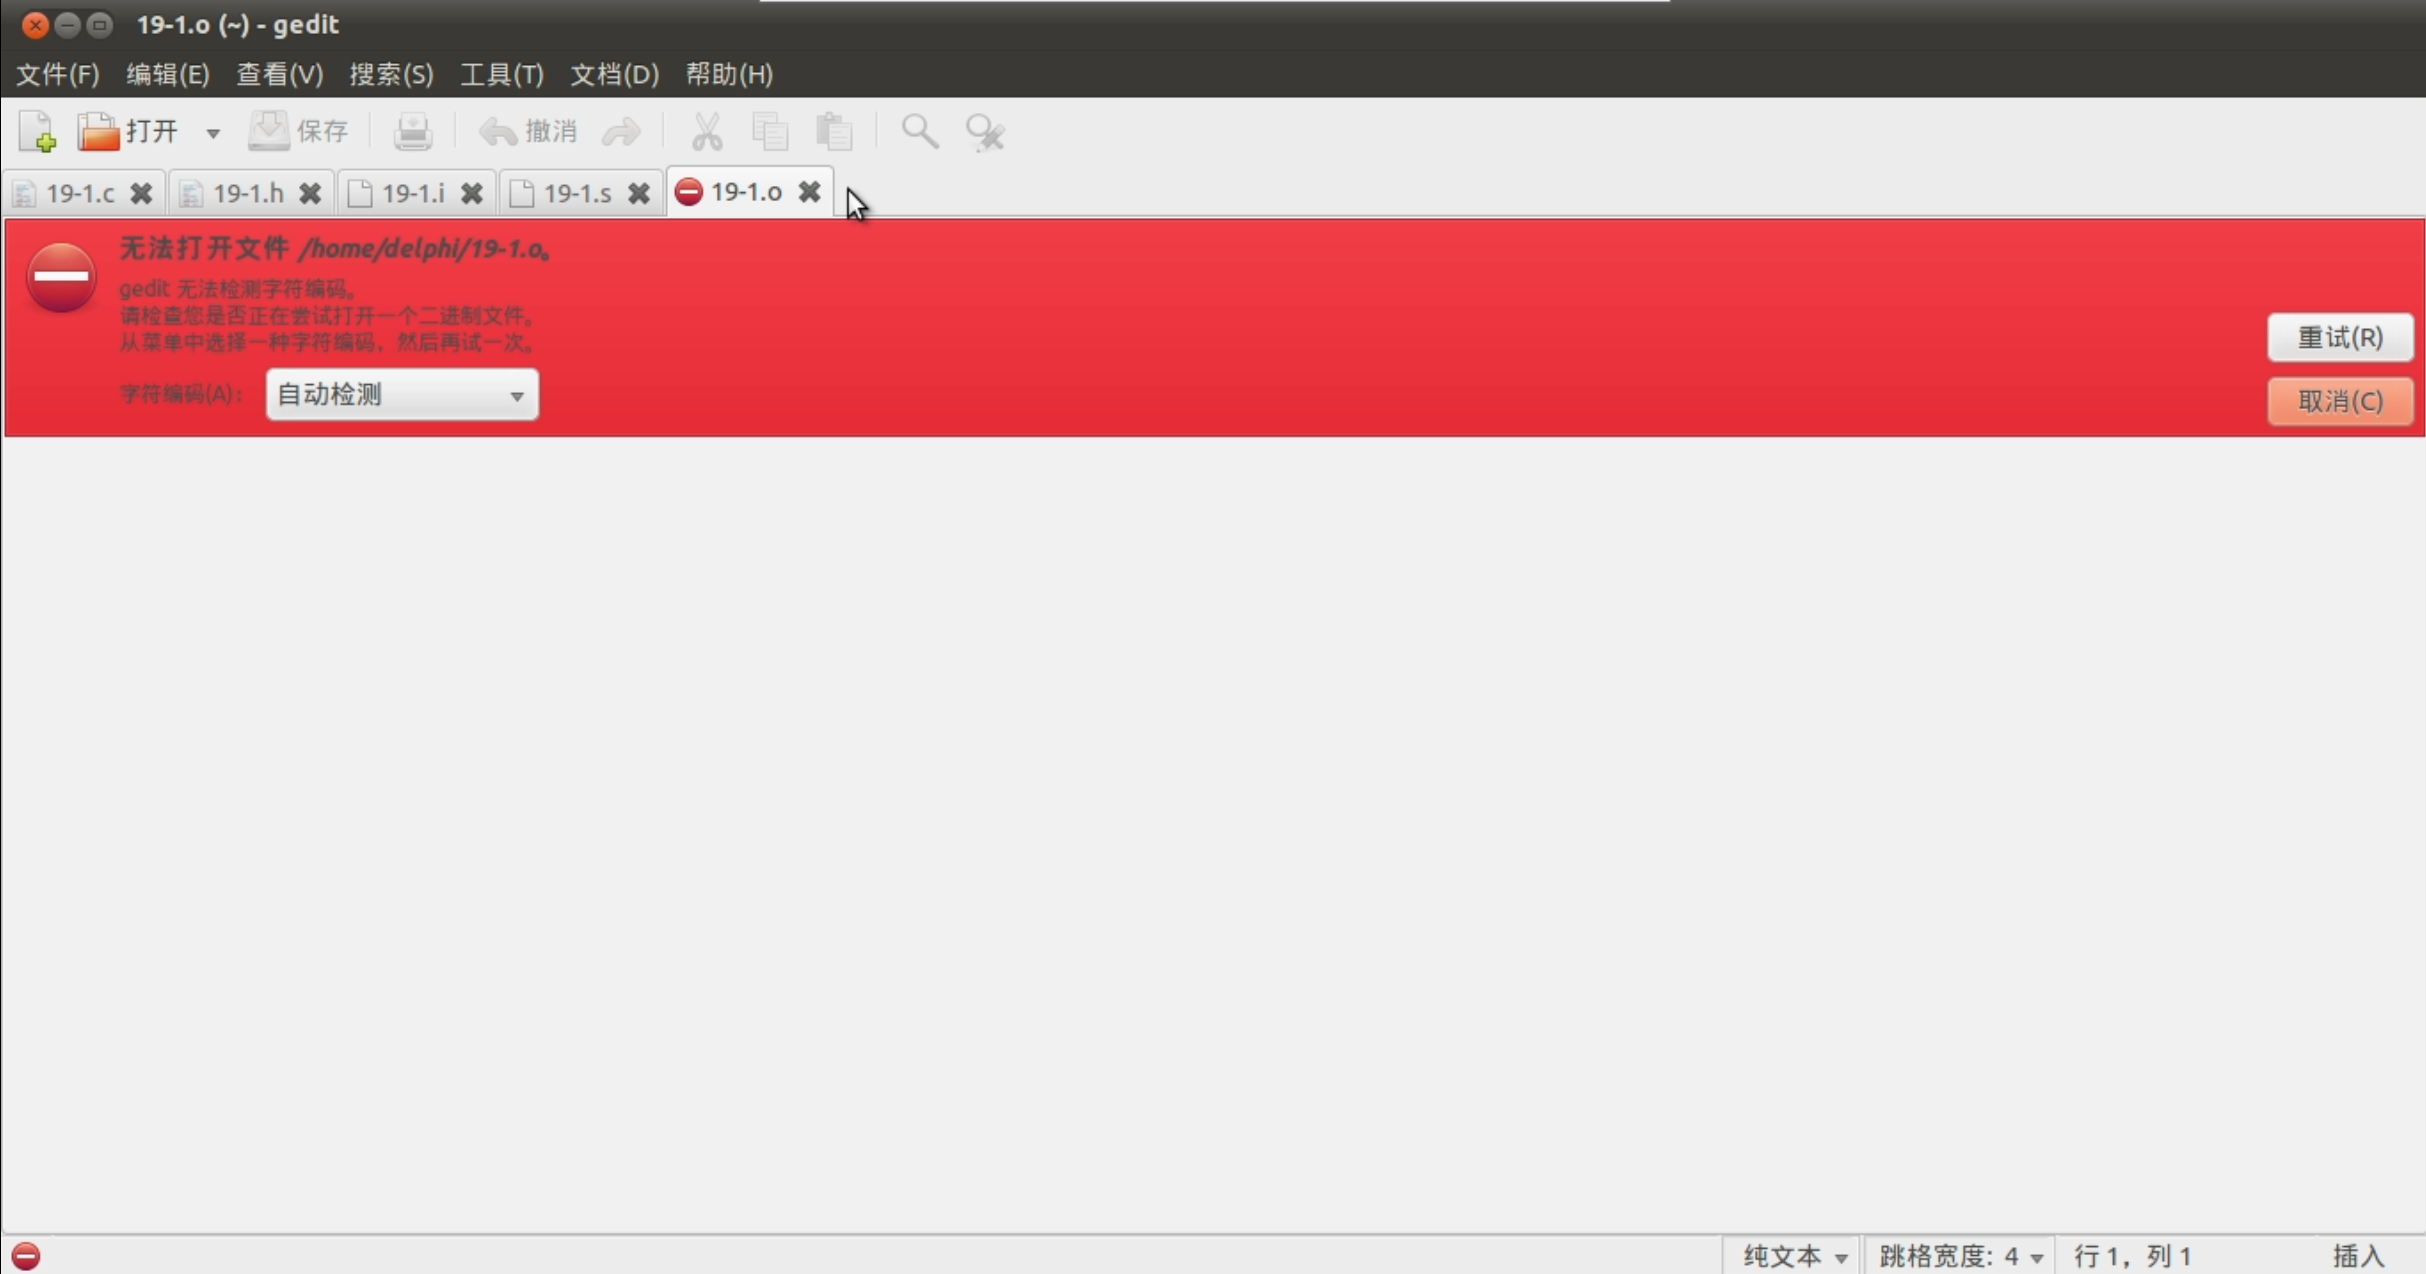 19-1.o (~) - gedit
文件(F) 编辑(E) 查看(V) 搜索(S) 工具(T) 文档(D) 帮助(H)
打开 保存 撤消
19-1.c 19-1.h 19-1.i 19-1.s 19-1.o
无法打开文件 /home/delphi/19-1.o。
gedit 无法检测字符编码。
请检查您是否正在尝试打开一个二进制文件。
从菜单中选择一种字符编码，然后再试一次。
重试(R)
字符编码(A): 自动检测
取消(C)
纯文本 跳格宽度: 4 行 1，列 1 插入